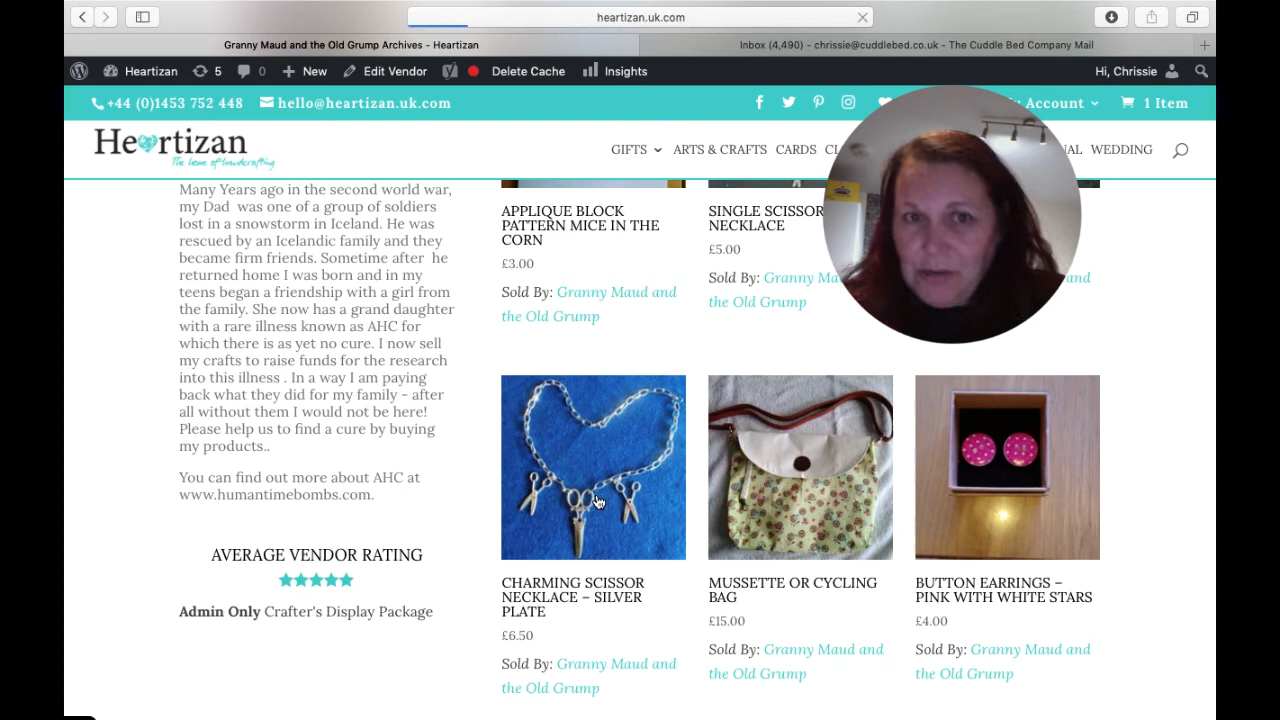 heartizan.uk.com
Granny Maud and the Old Grump Archives - Heartizan
Inbox (4,490) - chrissie@cuddlebed.co.uk - The Cuddle Bed Company Mail
Heartizan
5
0
New
Edit Vendor
Delete Cache
Insights
Hi, Chrissie
+44 (0)1453 752 448
hello@heartizan.uk.com
Account
1 Item
Heartizan
The love of handcrafting
GIFTS
ARTS & CRAFTS
CARDS
WEDDING
Many Years ago in the second world war,
my Dad was one of a group of soldiers
lost in a snowstorm in Iceland. He was
rescued by an Icelandic family and they
became firm friends. Sometime after he
returned home I was born and in my
teens began a friendship with a girl from
the family. She now has a grand daughter
with a rare illness known as AHC for
which there is as yet no cure. I now sell
my crafts to raise funds for the research
into this illness . In a way I am paying
back what they did for my family - after
all without them I would not be here!
Please help us to find a cure by buying
my products..
You can find out more about AHC at
www.humantimebombs.com.
AVERAGE VENDOR RATING
Admin Only Crafter's Display Package
APPLIQUE BLOCK
PATTERN MICE IN THE
CORN
£3.00
Sold By: Granny Maud and
the Old Grump
SINGLE SCISSOR
NECKLACE
£5.00
Sold By: Granny
the Old Grump
and
CHARMING SCISSOR
NECKLACE – SILVER
PLATE
£6.50
Sold By: Granny Maud and
the Old Grump
MUSSETTE OR CYCLING
BAG
£15.00
Sold By: Granny Maud and
the Old Grump
BUTTON EARRINGS –
PINK WITH WHITE STARS
£4.00
Sold By: Granny Maud and
the Old Grump